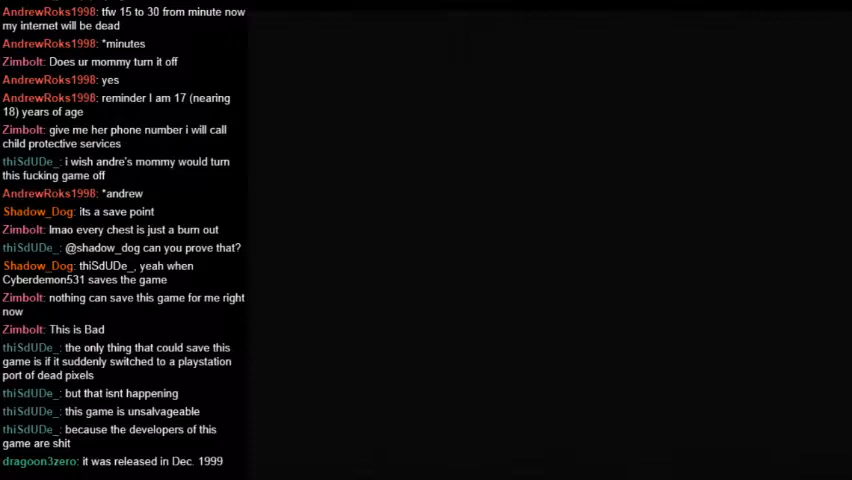 AndrewRoks1998: tfw 15 to 30 from minute now
my internet will be dead
AndrewRoks1998: *minutes
Zimbolt: Does ur mommy turn it off
AndrewRoks1998: yes
AndrewRoks1998: reminder I am 17 (nearing
18) years of age
Zimbolt: give me her phone number i will call
child protective services
thiSdUDe_: i wish andre's mommy would turn
this fucking game off
AndrewRoks1998: *andrew
Shadow_Dog: its a save point
Zimbolt: lmao every chest is just a burn out
thiSdUDe_: @shadow_dog can you prove that?
Shadow_Dog: thiSdUDe_, yeah when
Cyberdemon531 saves the game
Zimbolt: nothing can save this game for me right
now
Zimbolt: This is Bad
thiSdUDe_: the only thing that could save this
game is if it suddenly switched to a playstation
port of dead pixels
thiSdUDe_: but that isnt happening
thiSdUDe_: this game is unsalvageable
thiSdUDe_: because the developers of this
game are shit
dragoon3zero: it was released in Dec. 1999